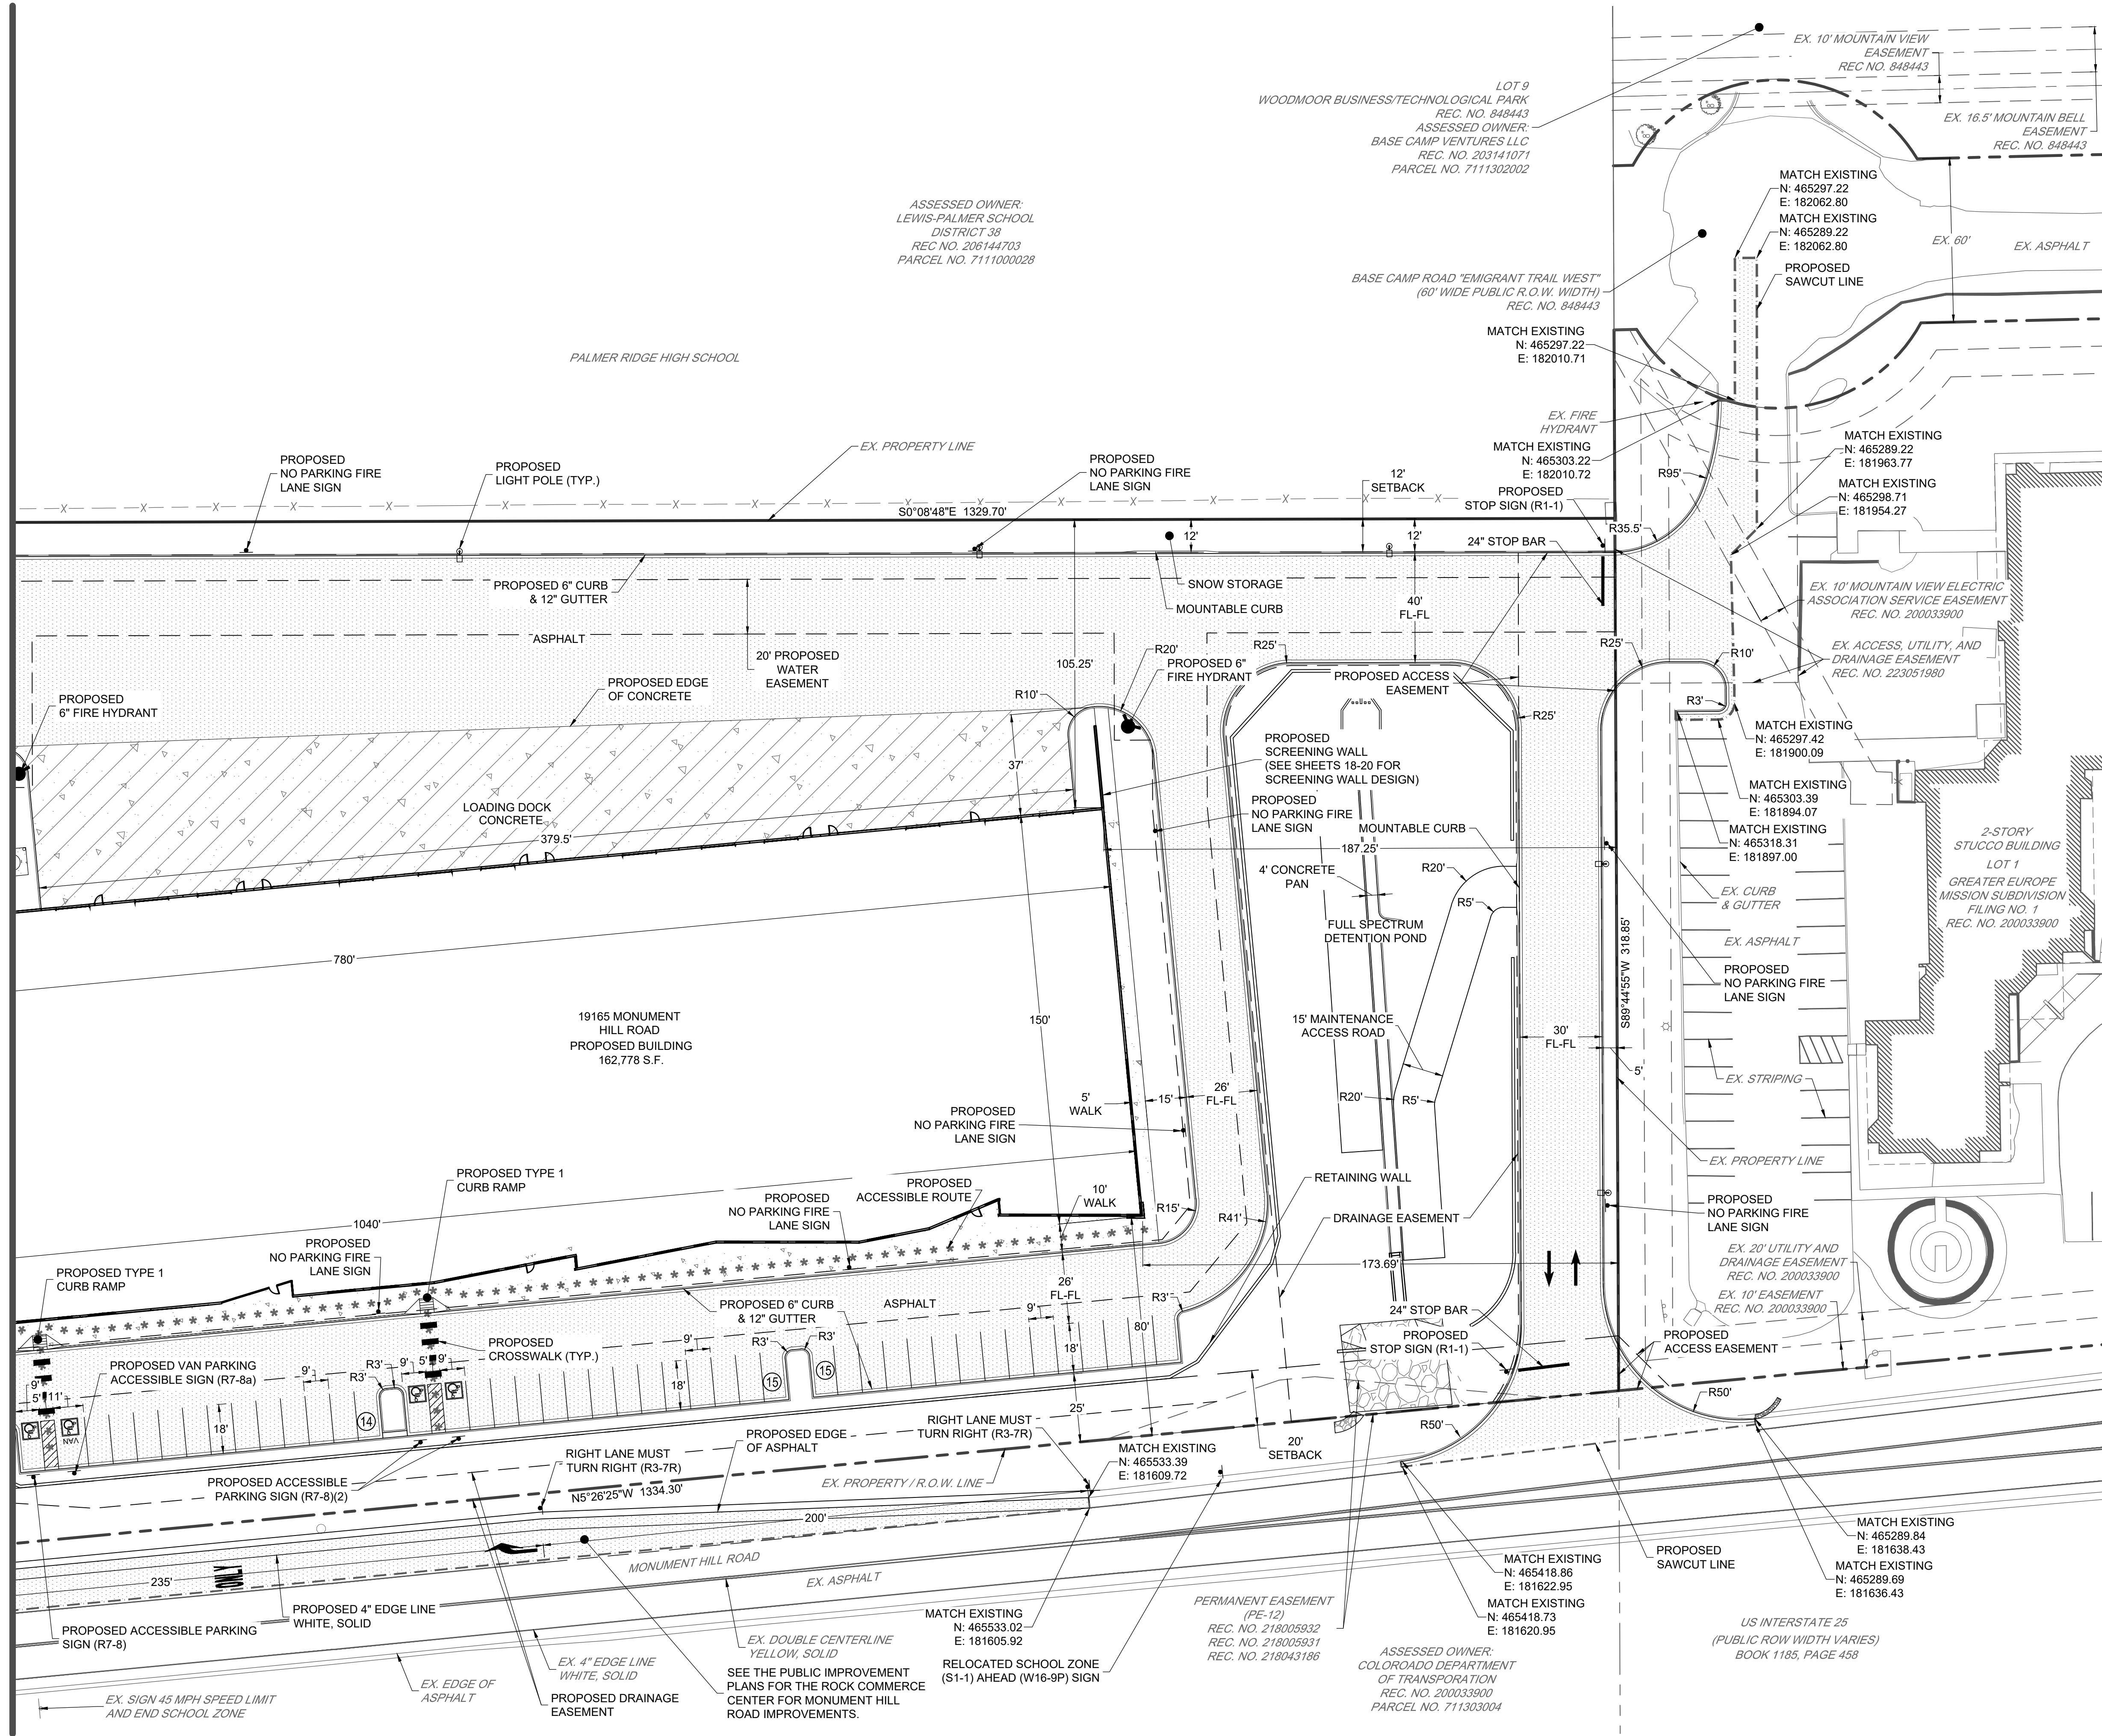 EX. 10' MOUNTAIN VIEW
EASEMENT
REC NO. 848443
LOT 9
WOODMOOR BUSINESS/TECHNOLOGICAL PARK
REC. NO. 848443
ASSESSED OWNER:
BASE CAMP VENTURES LLC
REC. NO. 203141071
PARCEL NO. 7111302002
EX. 16.5' MOUNTAIN BELL
EASEMENT
REC. NO. 848443
MATCH EXISTING
N: 465297.22
E: 182062.80
MATCH EXISTING
N: 465289.22
E: 182062.80
PROPOSED
SAWCUT LINE
EX. 60'
EX. ASPHALT
ASSESSED OWNER:
LEWIS-PALMER SCHOOL
DISTRICT 38
REC NO. 206144703
PARCEL NO. 7111000028
BASE CAMP ROAD "EMIGRANT TRAIL WEST"
(60' WIDE PUBLIC R.O.W. WIDTH)
REC. NO. 848443
MATCH EXISTING
N: 465297.22
E: 182010.71
PALMER RIDGE HIGH SCHOOL
EX. FIRE
HYDRANT
MATCH EXISTING
N: 465303.22
E: 182010.72
PROPOSED
STOP SIGN (R1-1)
24" STOP BAR
R95'
R35.5'
MATCH EXISTING
N: 465289.22
E: 181963.77
MATCH EXISTING
N: 465298.71
E: 181954.27
PROPOSED
NO PARKING FIRE
LANE SIGN
PROPOSED
LIGHT POLE (TYP.)
EX. PROPERTY LINE
PROPOSED
NO PARKING FIRE
LANE SIGN
12'
SETBACK
S0°08'48"E 1329.70'
12'
12'
SNOW STORAGE
MOUNTABLE CURB
40'
FL-FL
PROPOSED 6" CURB
& 12" GUTTER
ASPHALT
20' PROPOSED
WATER
EASEMENT
105.25'
R20'
PROPOSED 6"
FIRE HYDRANT
R25'
PROPOSED ACCESS
EASEMENT
R25'
R25'
R10'
R3'
EX. 10' MOUNTAIN VIEW ELECTRIC
ASSOCIATION SERVICE EASEMENT
REC. NO. 200033900
EX. ACCESS, UTILITY, AND
DRAINAGE EASEMENT
REC. NO. 223051980
PROPOSED
6" FIRE HYDRANT
PROPOSED EDGE
OF CONCRETE
R10'
37'
LOADING DOCK
CONCRETE
379.5'
PROPOSED
SCREENING WALL
(SEE SHEETS 18-20 FOR
SCREENING WALL DESIGN)
PROPOSED
NO PARKING FIRE
LANE SIGN
MOUNTABLE CURB
187.25'
MATCH EXISTING
N: 465297.42
E: 181900.09
MATCH EXISTING
N: 465303.39
E: 181894.07
MATCH EXISTING
N: 465318.31
E: 181897.00
2-STORY
STUCCO BUILDING
LOT 1
GREATER EUROPE
MISSION SUBDIVISION
FILING NO. 1
REC. NO. 200033900
4' CONCRETE
PAN
R20'
R5'
FULL SPECTRUM
DETENTION POND
EX. CURB
& GUTTER
EX. ASPHALT
S89°44'55"W 318.85'
PROPOSED
NO PARKING FIRE
LANE SIGN
780'
19165 MONUMENT
HILL ROAD
PROPOSED BUILDING
162,778 S.F.
150'
15' MAINTENANCE
ACCESS ROAD
30'
FL-FL
5'
EX. STRIPING
5'
WALK
15'
26'
FL-FL
R20'
R5'
PROPOSED
NO PARKING FIRE
LANE SIGN
EX. PROPERTY LINE
PROPOSED TYPE 1
CURB RAMP
PROPOSED
NO PARKING FIRE
LANE SIGN
PROPOSED
ACCESSIBLE ROUTE
10'
WALK
R15'
R41'
RETAINING WALL
DRAINAGE EASEMENT
PROPOSED
NO PARKING FIRE
LANE SIGN
1040'
PROPOSED
NO PARKING FIRE
LANE SIGN
PROPOSED TYPE 1
CURB RAMP
173.69'
EX. 20' UTILITY AND
DRAINAGE EASEMENT
REC. NO. 200033900
EX. 10' EASEMENT
REC. NO. 200033900
26'
FL-FL
PROPOSED 6" CURB
& 12" GUTTER
ASPHALT
9'
R3'
80'
18'
24" STOP BAR
PROPOSED
STOP SIGN (R1-1)
PROPOSED
ACCESS EASEMENT
PROPOSED
CROSSWALK (TYP.)
9'
R3'
R3'
PROPOSED VAN PARKING
ACCESSIBLE SIGN (R7-8a)
9'
R3'
R3'
9'
5'
9'
15
15
18'
9'
5'
11'
18'
14
VAN
25'
R50'
R50'
20'
SETBACK
RIGHT LANE MUST
TURN RIGHT (R3-7R)
PROPOSED EDGE
OF ASPHALT
RIGHT LANE MUST
TURN RIGHT (R3-7R)
MATCH EXISTING
N: 465533.39
E: 181609.72
PROPOSED ACCESSIBLE
PARKING SIGN (R7-8)(2)
N5°26'25"W 1334.30'
EX. PROPERTY / R.O.W. LINE
200'
MONUMENT HILL ROAD
EX. ASPHALT
235'
ONLY
PROPOSED 4" EDGE LINE
WHITE, SOLID
PROPOSED ACCESSIBLE PARKING
SIGN (R7-8)
MATCH EXISTING
N: 465289.84
E: 181638.43
MATCH EXISTING
N: 465289.69
E: 181636.43
PROPOSED
SAWCUT LINE
MATCH EXISTING
N: 465418.86
E: 181622.95
MATCH EXISTING
N: 465418.73
E: 181620.95
PERMANENT EASEMENT
(PE-12)
REC. NO. 218005932
REC. NO. 218005931
REC. NO. 218043186
MATCH EXISTING
N: 465533.02
E: 181605.92
RELOCATED SCHOOL ZONE
(S1-1) AHEAD (W16-9P) SIGN
US INTERSTATE 25
(PUBLIC ROW WIDTH VARIES)
BOOK 1185, PAGE 458
ASSESSED OWNER:
COLOROADO DEPARTMENT
OF TRANSPORATION
REC. NO. 200033900
PARCEL NO. 711303004
EX. DOUBLE CENTERLINE
YELLOW, SOLID
SEE THE PUBLIC IMPROVEMENT
PLANS FOR THE ROCK COMMERCE
CENTER FOR MONUMENT HILL
ROAD IMPROVEMENTS.
EX. 4" EDGE LINE
WHITE, SOLID
PROPOSED DRAINAGE
EASEMENT
EX. EDGE OF
ASPHALT
EX. SIGN 45 MPH SPEED LIMIT
AND END SCHOOL ZONE